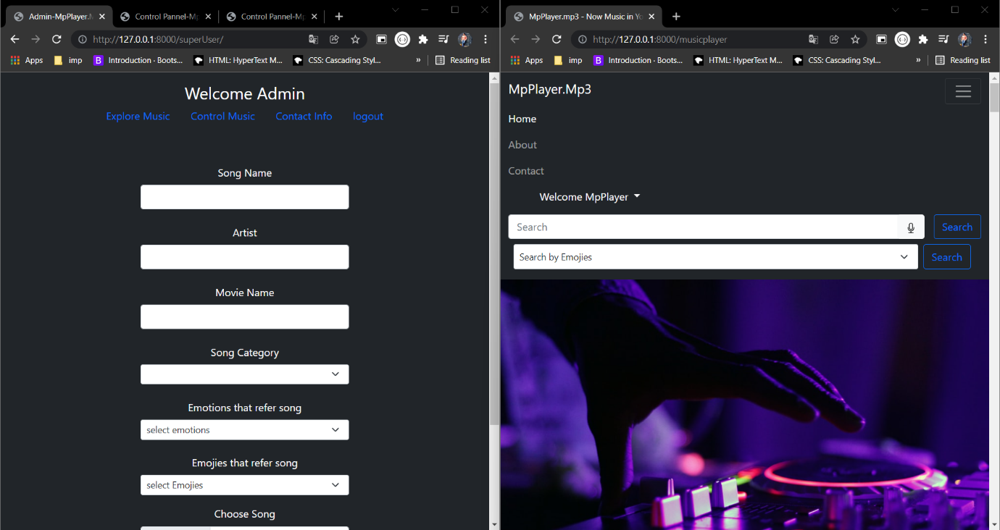 Admin-MpPlayer.M
Control Pannel-Mp
Control Pannel-Mp
http://127.0.0.1:8000/superUser/
Apps
imp
Introduction · Boots...
HTML: HyperText M...
CSS: Cascading Styl...
»
Reading list
Welcome Admin
Explore Music
Control Music
Contact Info
logout
Song Name
Artist
Movie Name
Song Category
Emotions that refer song
select emotions
Emojies that refer song
select Emojies
Choose Song
MpPlayer.mp3 - Now Music in Yo
http://127.0.0.1:8000/musicplayer
Apps
imp
Introduction · Boots...
HTML: HyperText M...
CSS: Cascading Styl...
»
Reading list
MpPlayer.Mp3
Home
About
Contact
Welcome MpPlayer
Search
Search
Search by Emojies
Search